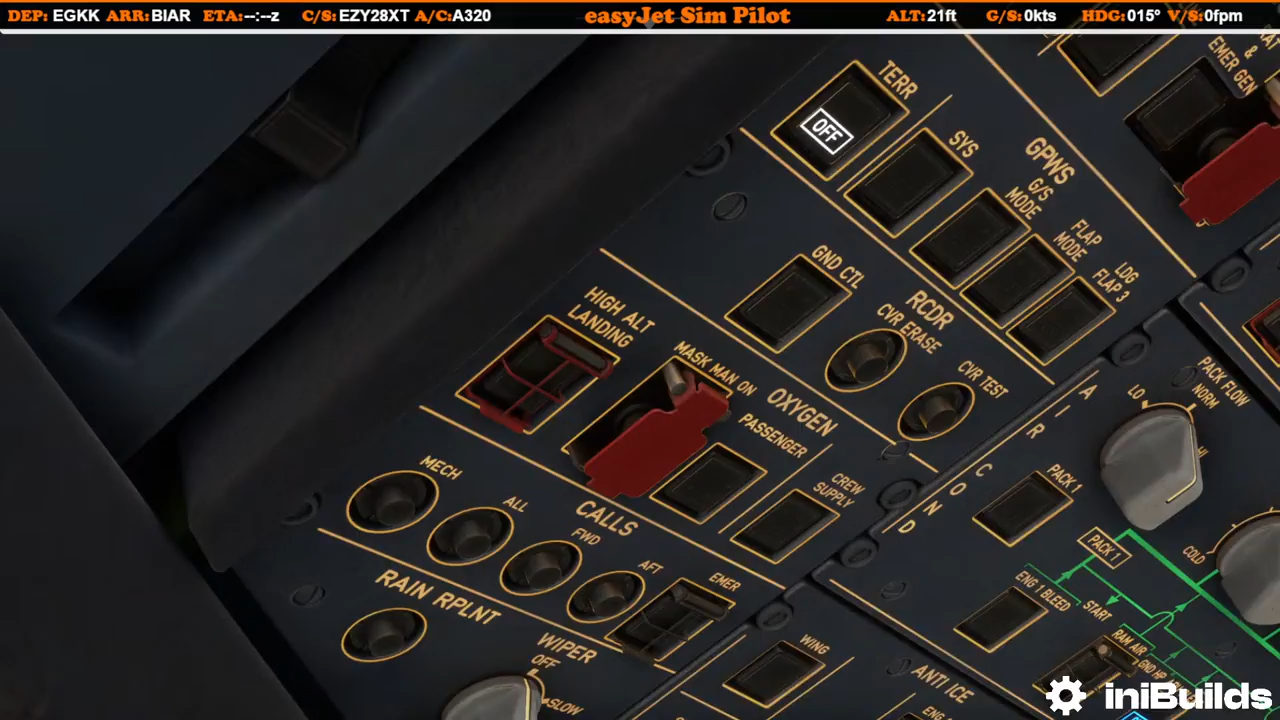 DEP: EGKK ARR: BIAR ETA:--:--z C/S: EZY28XT A/C:A320 easyJet Sim Pilot ALT:21ft G/S:0kts HDG:015° V/S:0fpm
EMER GEN
&
TERR
OFF
SYS
GPWS
G/S
MODE
FLAP
MODE
LDG
FLAP 3
GND CTL
RCDR
CVR ERASE
CVR TEST
HIGH ALT
LANDING
MASK MAN ON
OXYGEN
PASSENGER
CREW
SUPPLY
MECH
ALL
CALLS
FWD
AFT
EMER
RAIN RPLNT
WIPER
OFF
SLOW
WING
ANTI ICE
AIR COND
PACK FLOW
LO
NORM
HI
PACK 1
PACK 1
COLD
ENG 1 BLEED
START
RAM AIR
iniBuilds